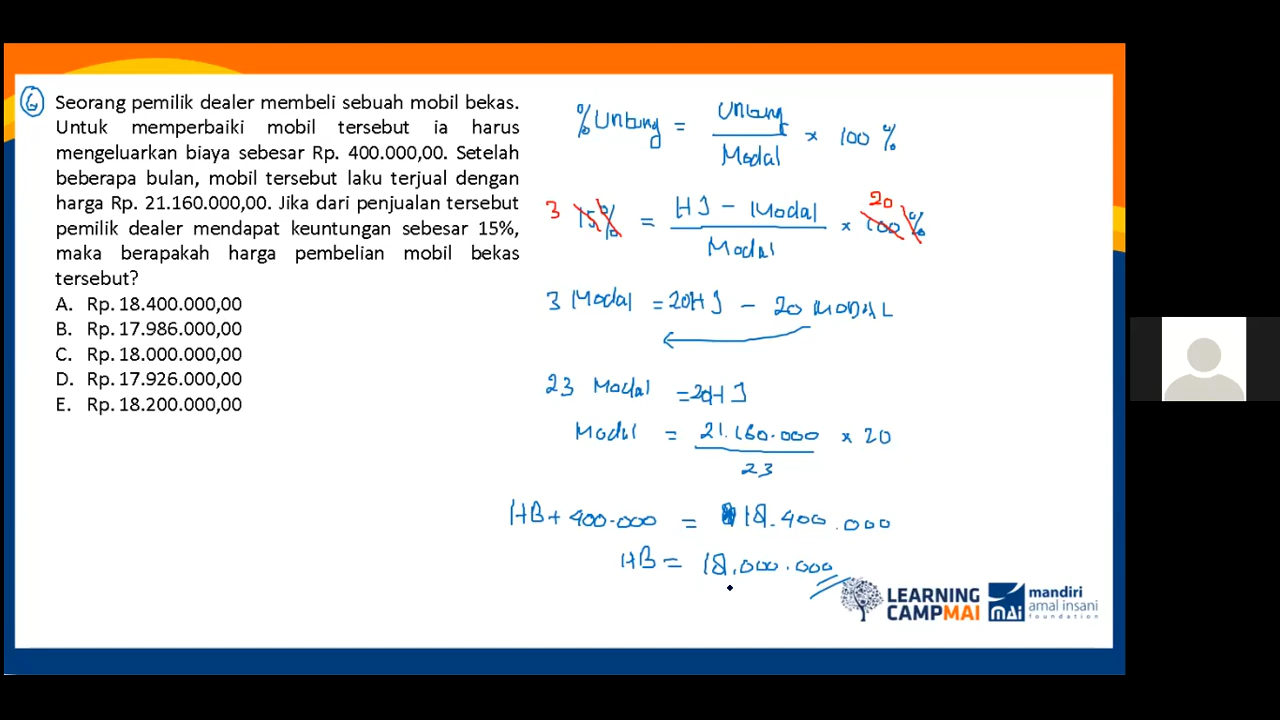 6 Seorang pemilik dealer membeli sebuah mobil bekas.
Untuk memperbaiki mobil tersebut ia harus
mengeluarkan biaya sebesar Rp. 400.000,00. Setelah
beberapa bulan, mobil tersebut laku terjual dengan
harga Rp. 21.160.000,00. Jika dari penjualan tersebut
pemilik dealer mendapat keuntungan sebesar 15%,
maka berapakah harga pembelian mobil bekas
tersebut?
A. Rp. 18.400.000,00
B. Rp. 17.986.000,00
C. Rp. 18.000.000,00
D. Rp. 17.926.000,00
E. Rp. 18.200.000,00
% Untung = Untung / Modal × 100 %
3 15% = HJ - Modal / Modal × 100% 20
3 Modal = 20HJ - 20 MODAL
23 Modal = 20HJ
Modal = 21.160.000 / 23 × 20
HB + 400.000 = 18.400.000
HB = 18.000.000
LEARNING
CAMPMAI
MAI
mandiri
amal insani
foundation